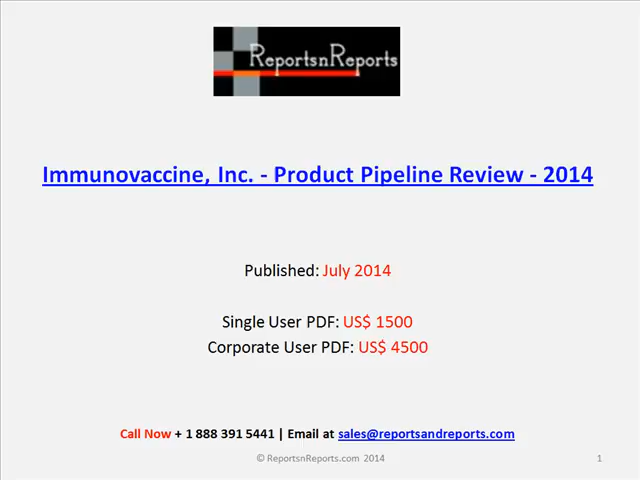 ReportsnReports
Immunovaccine, Inc. - Product Pipeline Review - 2014
Published: July 2014
Single User PDF: US$ 1500
Corporate User PDF: US$ 4500
Call Now + 1 888 391 5441 | Email at sales@reportsandreports.com
© ReportsnReports.com 2014
1